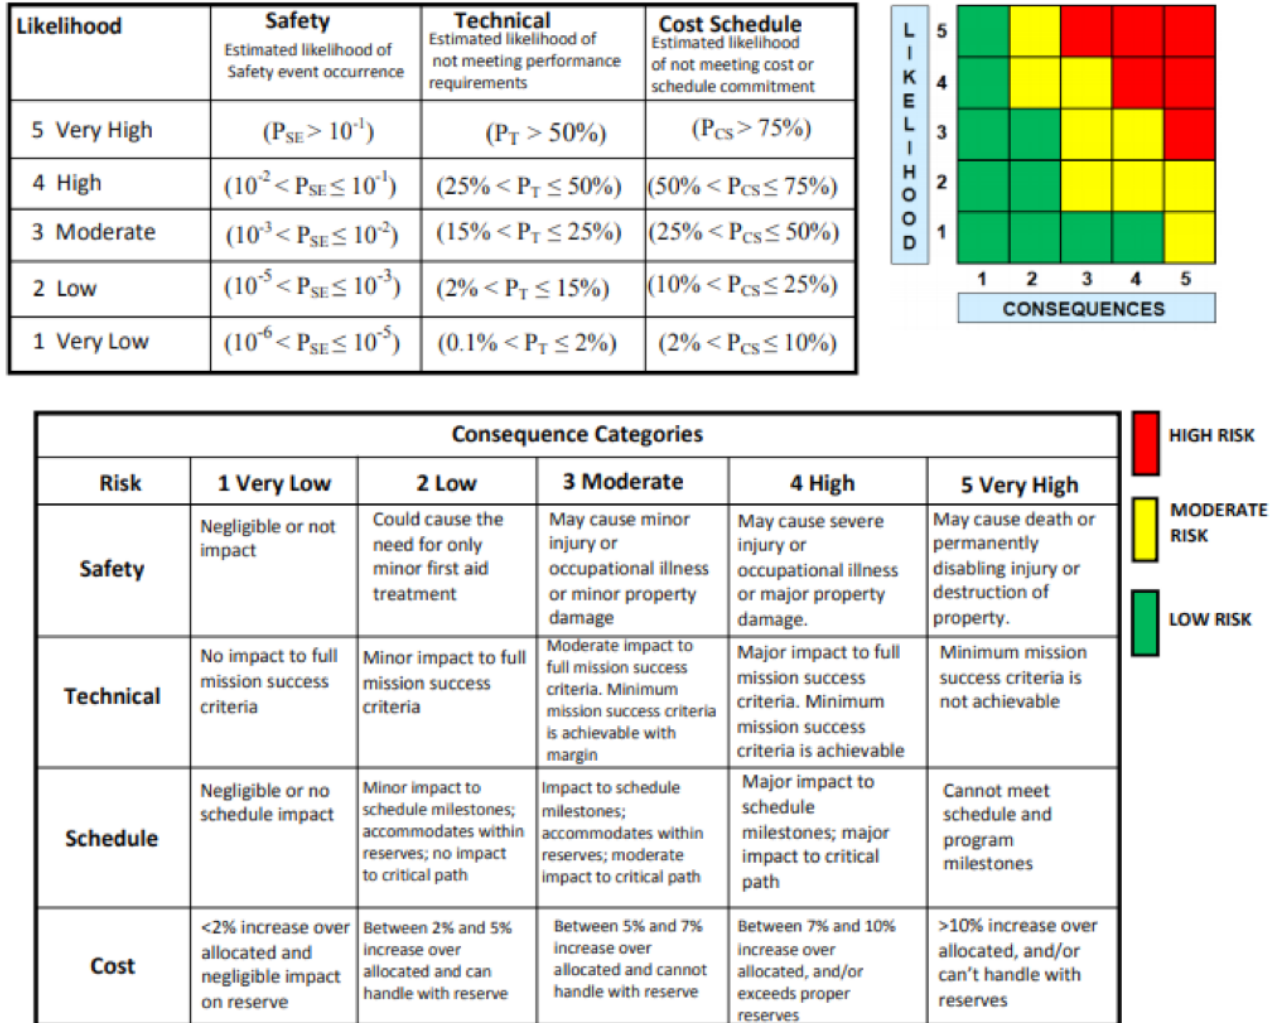 Likelihood
Safety
Estimated likelihood of
Safety event occurrence
Technical
Estimated likelihood of
not meeting performance
requirements
Cost Schedule
Estimated likelihood
of not meeting cost or
schedule commitment
5 Very High
(P_SE > 10^-1)
(P_T > 50%)
(P_CS > 75%)
4 High
(10^-2 < P_SE ≤ 10^-1)
(25% < P_T ≤ 50%)
(50% < P_CS ≤ 75%)
3 Moderate
(10^-3 < P_SE ≤ 10^-2)
(15% < P_T ≤ 25%)
(25% < P_CS ≤ 50%)
2 Low
(10^-5 < P_SE ≤ 10^-3)
(2% < P_T ≤ 15%)
(10% < P_CS ≤ 25%)
1 Very Low
(10^-6 < P_SE ≤ 10^-5)
(0.1% < P_T ≤ 2%)
(2% < P_CS ≤ 10%)
LIKELIHOOD
5
4
3
2
1
1 2 3 4 5
CONSEQUENCES
Consequence Categories
Risk
1 Very Low
2 Low
3 Moderate
4 High
5 Very High
Safety
Negligible or not
impact
Could cause the
need for only
minor first aid
treatment
May cause minor
injury or
occupational illness
or minor property
damage
May cause severe
injury or
occupational illness
or major property
damage.
May cause death or
permanently
disabling injury or
destruction of
property.
Technical
No impact to full
mission success
criteria
Minor impact to full
mission success
criteria
Moderate impact to
full mission success
criteria. Minimum
mission success criteria
is achievable with
margin
Major impact to full
mission success
criteria. Minimum
mission success
criteria is achievable
Minimum mission
success criteria is
not achievable
Schedule
Negligible or no
schedule impact
Minor impact to
schedule milestones;
accommodates within
reserves; no impact
to critical path
Impact to schedule
milestones;
accommodates within
reserves; moderate
impact to critical path
Major impact to
schedule
milestones; major
impact to critical
path
Cannot meet
schedule and
program
milestones
Cost
<2% increase over
allocated and
negligible impact
on reserve
Between 2% and 5%
increase over
allocated and can
handle with reserve
Between 5% and 7%
increase over
allocated and cannot
handle with reserve
Between 7% and 10%
increase over
allocated, and/or
exceeds proper
reserves
>10% increase over
allocated, and/or
can't handle with
reserves
HIGH RISK
MODERATE
RISK
LOW RISK